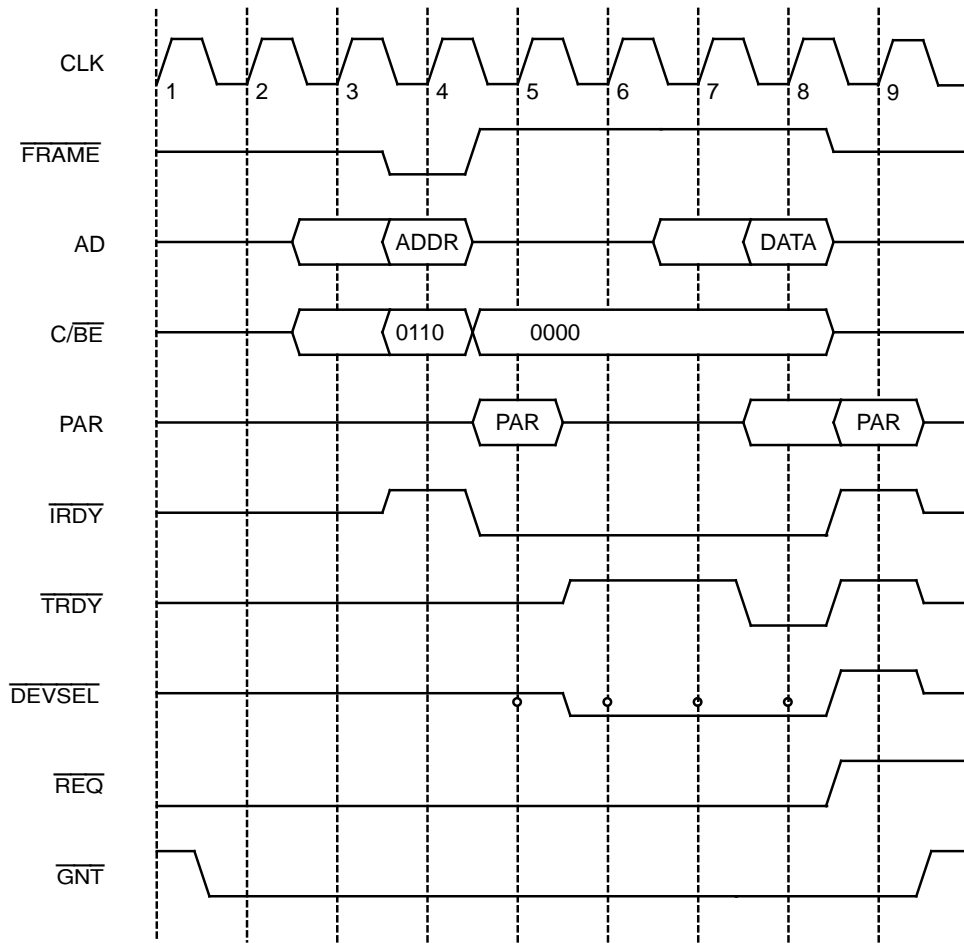 CLK
1 2 3 4 5 6 7 8 9
FRAME
AD
ADDR DATA
C/BE
0110 0000
PAR
PAR PAR
IRDY
TRDY
DEVSEL
REQ
GNT